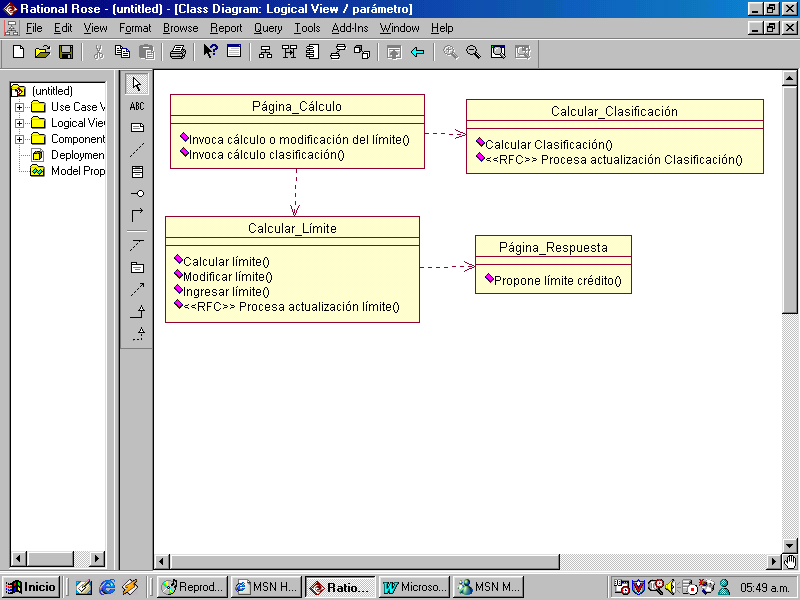 Rational Rose - (untitled) - [Class Diagram: Logical View / parámetro]
File Edit View Format Browse Report Query Tools Add-Ins Window Help
(untitled)
Use Case V
Logical Vie
Component
Deploymen
Model Prop
ABC
Página_Cálculo
Invoca cálculo o modificación del límite()
Invoca cálculo clasificación()
Calcular_Clasificación
Calcular Clasificación()
<<RFC>> Procesa actualización Clasificación()
Calcular_Límite
Calcular límite()
Modificar límite()
Ingresar límite()
<<RFC>> Procesa actualización límite()
Página_Respuesta
Propone límite crédito()
Inicio Reprod... MSN H... Ratio... Microso... MSN M... 05:49 a.m.